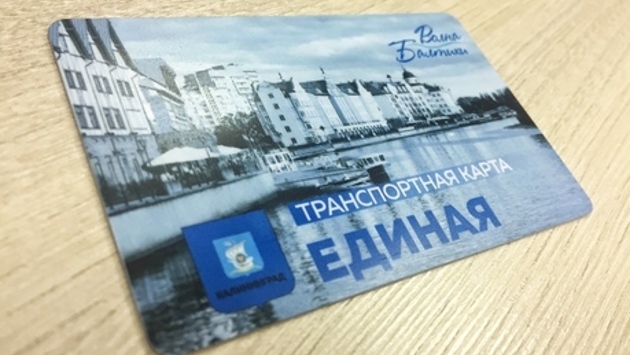 Волна
Балтики
ТРАНСПОРТНАЯ КАРТА
ЕДИНАЯ
КАЛИНИНГРАД